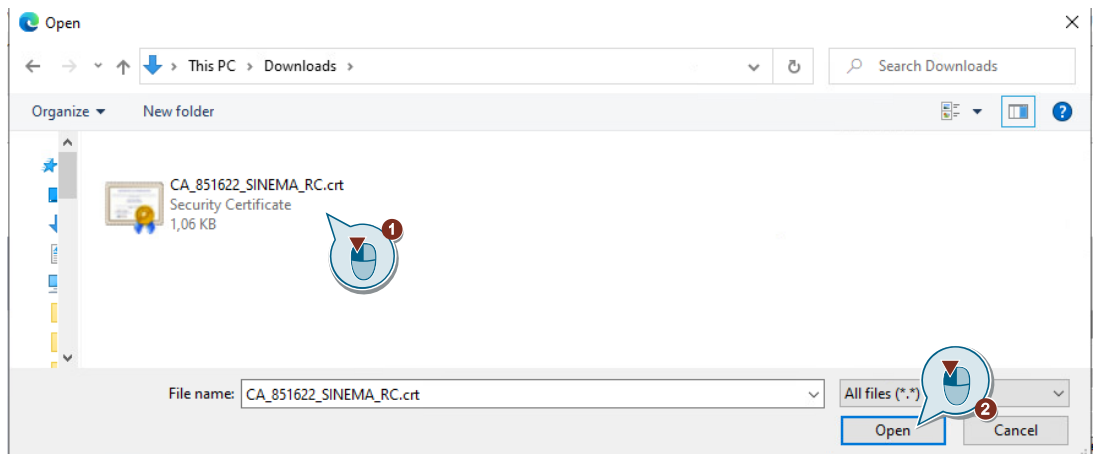 Open
This PC > Downloads >
Search Downloads
Organize
New folder
?
CA_851622_SINEMA_RC.crt
Security Certificate
1,06 KB
1
File name:
CA_851622_SINEMA_RC.crt
All files (*.*)
2
Open
Cancel